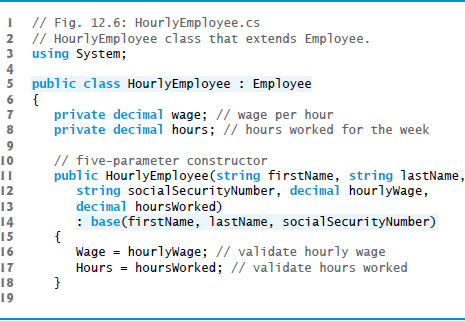 1 // Fig. 12.6: HourlyEmployee.cs
2 // HourlyEmployee class that extends Employee.
3 using System;
4
5 public class HourlyEmployee : Employee
6 {
7 private decimal wage; // wage per hour
8 private decimal hours; // hours worked for the week
9
10 // five-parameter constructor
11 public HourlyEmployee(string firstName, string lastName,
12 string socialSecurityNumber, decimal hourlyWage,
13 decimal hoursWorked)
14 : base(firstName, lastName, socialSecurityNumber)
15 {
16 Wage = hourlyWage; // validate hourly wage
17 Hours = hoursWorked; // validate hours worked
18 }
19